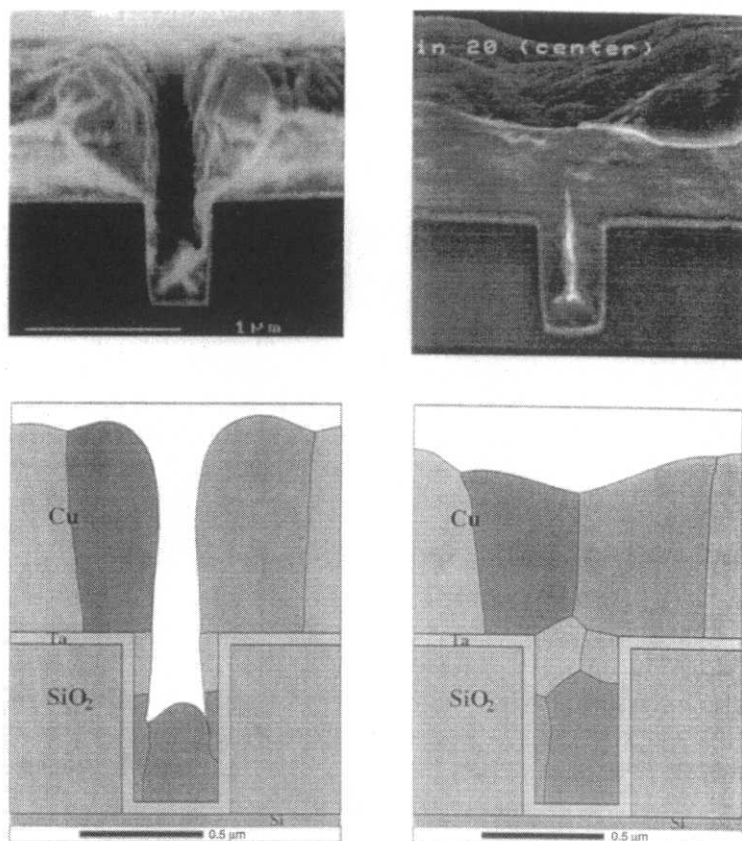 in 20 (center)
1 μm
Cu
Ta
SiO₂
Si
0.5 μm
Cu
Ta
SiO₂
Si
0.5 μm